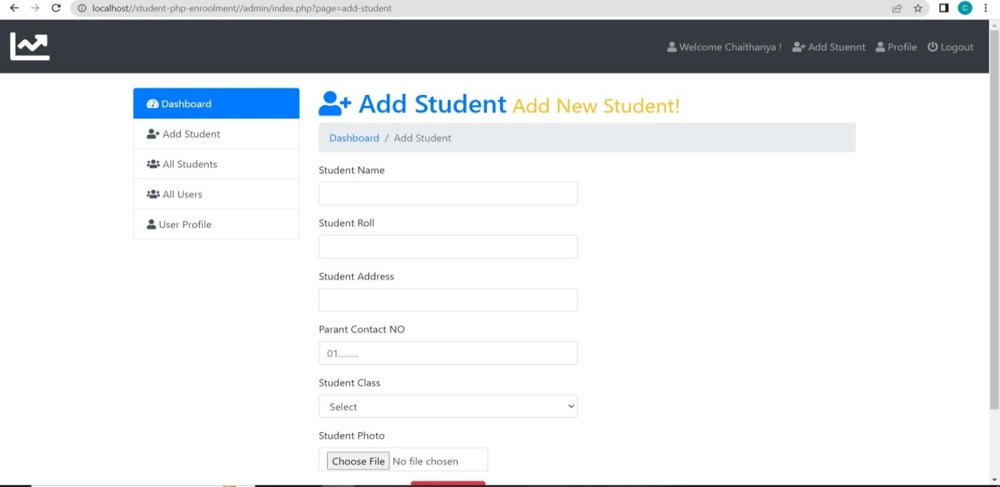 localhost//student-php-enroolment//admin/index.php?page=add-student
C
Welcome Chaithanya ! Add Stuennt Profile Logout
Dashboard
Add Student
All Students
All Users
User Profile
Add Student Add New Student!
Dashboard / Add Student
Student Name
Student Roll
Student Address
Parant Contact NO
01.........
Student Class
Select
Student Photo
Choose File No file chosen